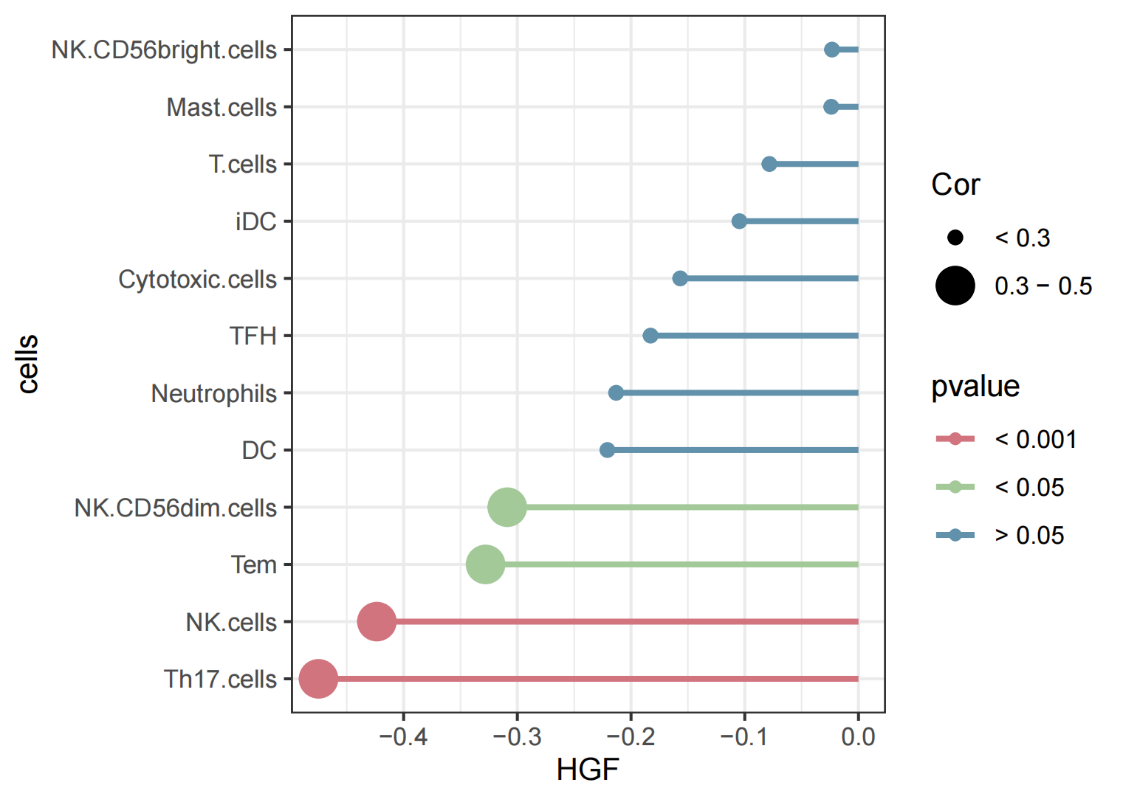 NK.CD56bright.cells
Mast.cells
T.cells
iDC
Cytotoxic.cells
TFH
Neutrophils
DC
NK.CD56dim.cells
Tem
NK.cells
Th17.cells
cells
−0.4 −0.3 −0.2 −0.1 0.0
HGF
Cor
< 0.3
0.3 − 0.5
pvalue
< 0.001
< 0.05
> 0.05